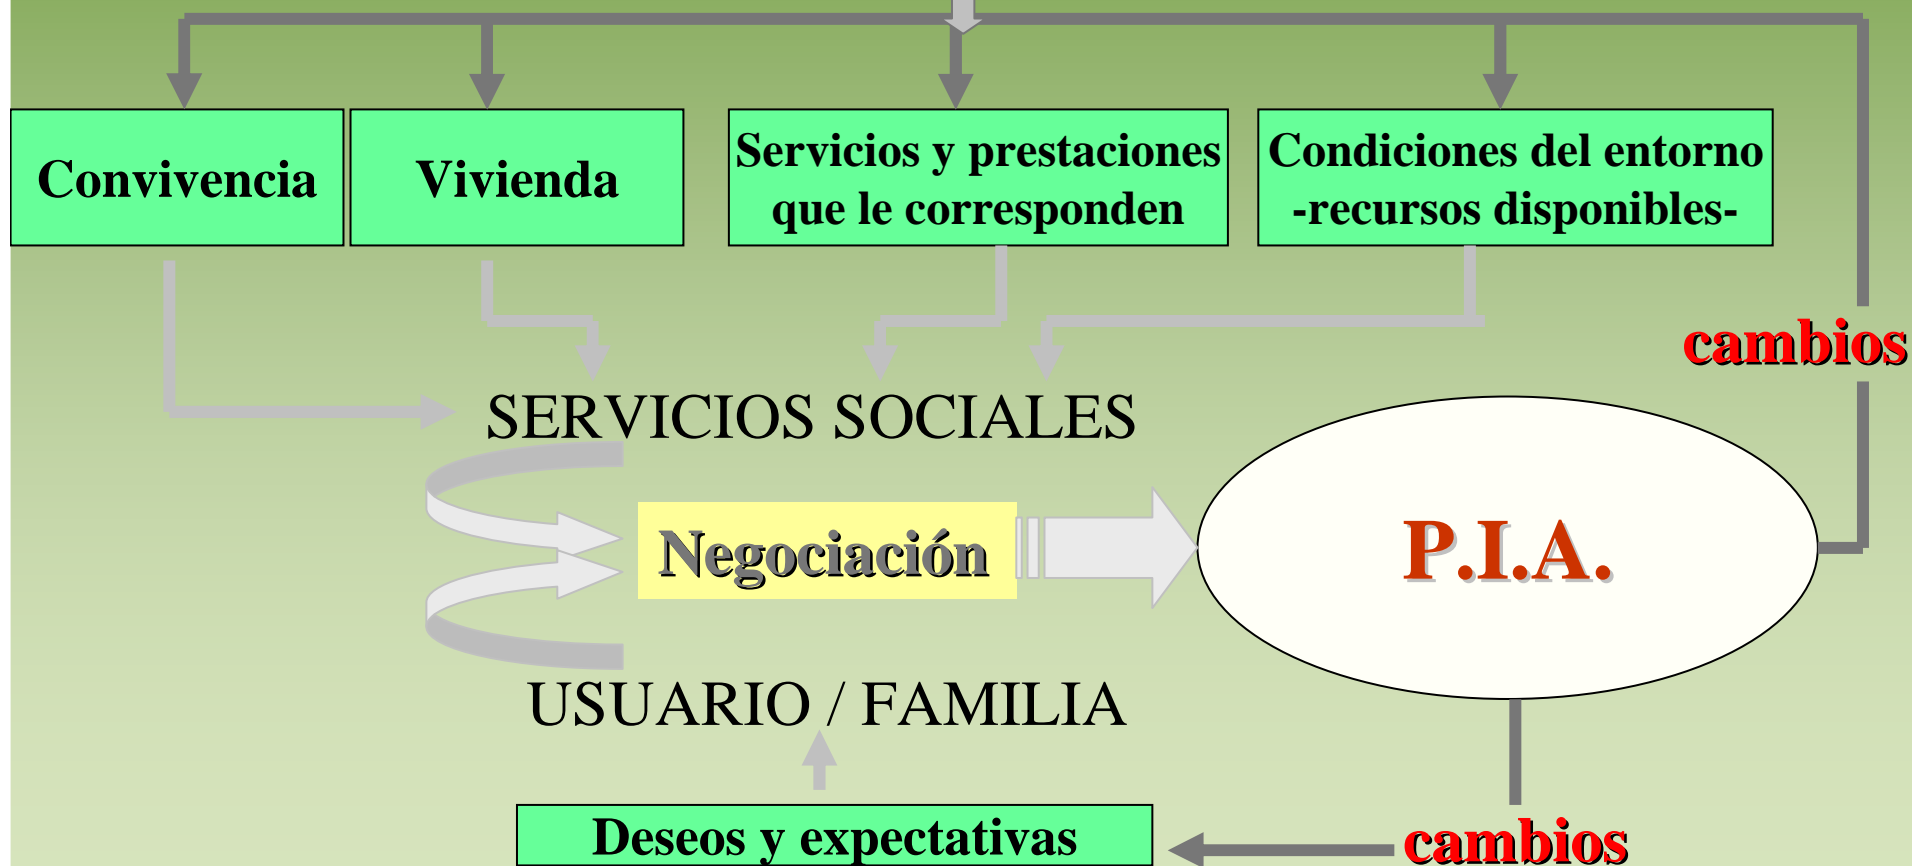 Convivencia
Vivienda
Servicios y prestaciones
que le corresponden
Condiciones del entorno
-recursos disponibles-
cambios
SERVICIOS SOCIALES
Negociación
P.I.A.
USUARIO / FAMILIA
Deseos y expectativas
cambios